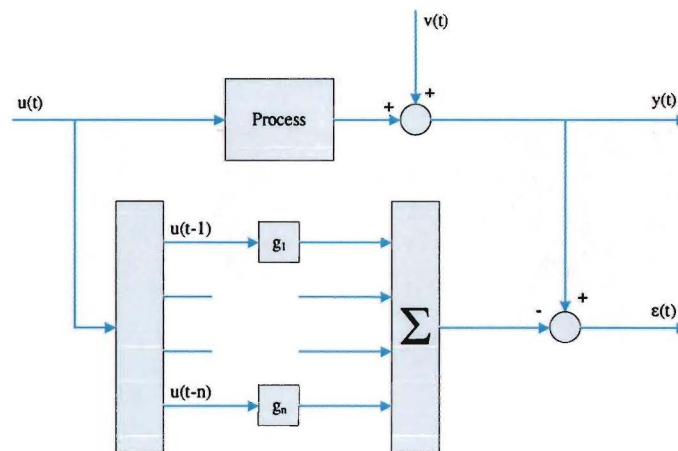 v(t)
u(t)
Process
+
+
y(t)
u(t-1)
g1
Σ
-
+
ε(t)
u(t-n)
gn